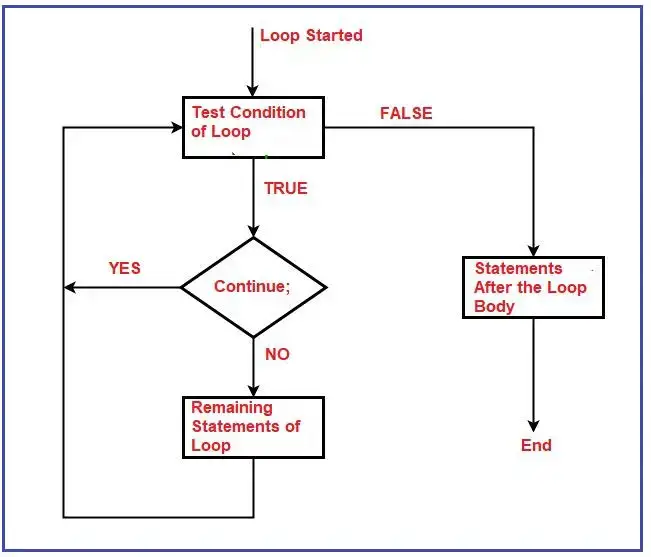 Loop Started
Test Condition
of Loop
FALSE
TRUE
YES
Continue;
Statements
After the Loop
Body
NO
Remaining
Statements of
Loop
End